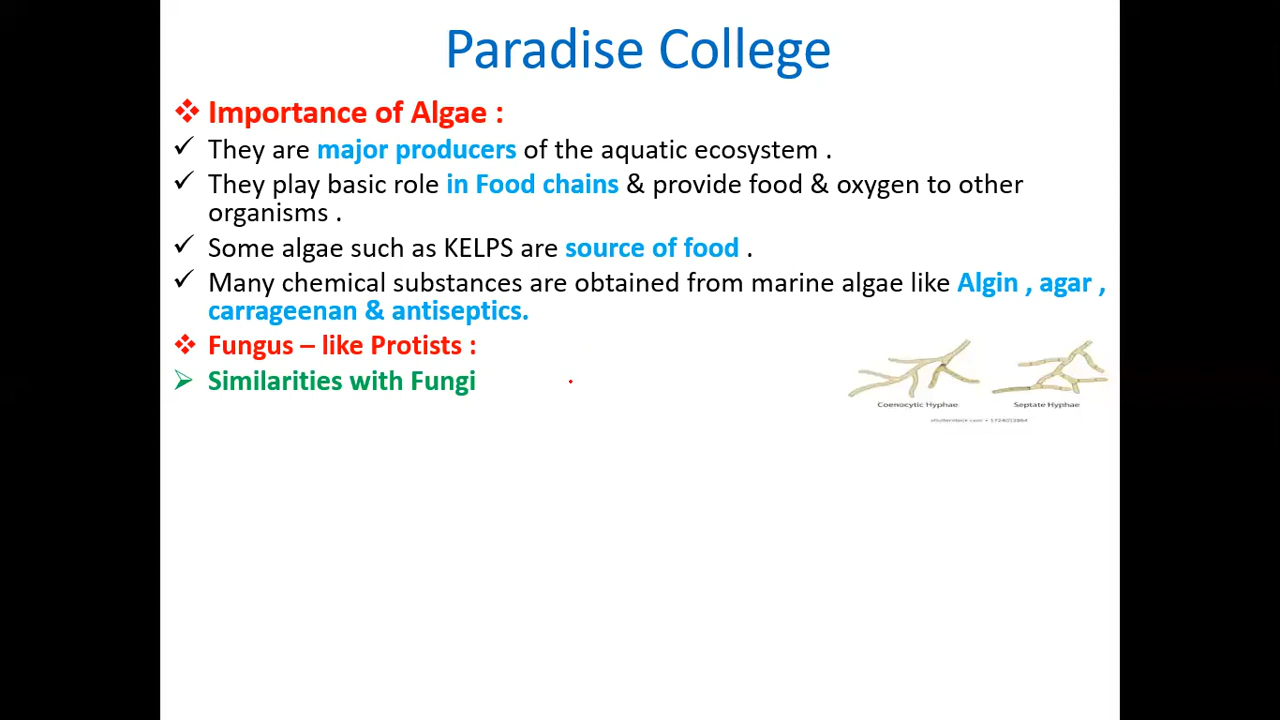 Paradise College
❖ Importance of Algae :
✓ They are major producers of the aquatic ecosystem .
✓ They play basic role in Food chains & provide food & oxygen to other
organisms .
✓ Some algae such as KELPS are source of food .
✓ Many chemical substances are obtained from marine algae like Algin , agar ,
carrageenan & antiseptics.
❖ Fungus – like Protists :
➢ Similarities with Fungi
Coenocytic Hyphae
Septate Hyphae